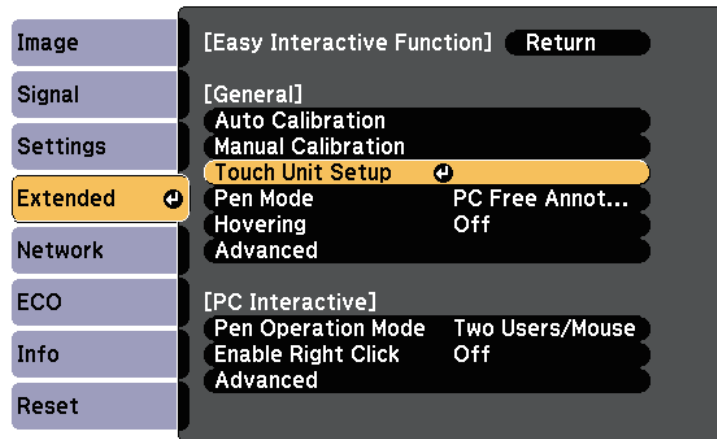 Image
Signal
Settings
Extended
Network
ECO
Info
Reset
[Easy Interactive Function] Return
[General]
Auto Calibration
Manual Calibration
Touch Unit Setup
Pen Mode PC Free Annot...
Hovering Off
Advanced
[PC Interactive]
Pen Operation Mode Two Users/Mouse
Enable Right Click Off
Advanced